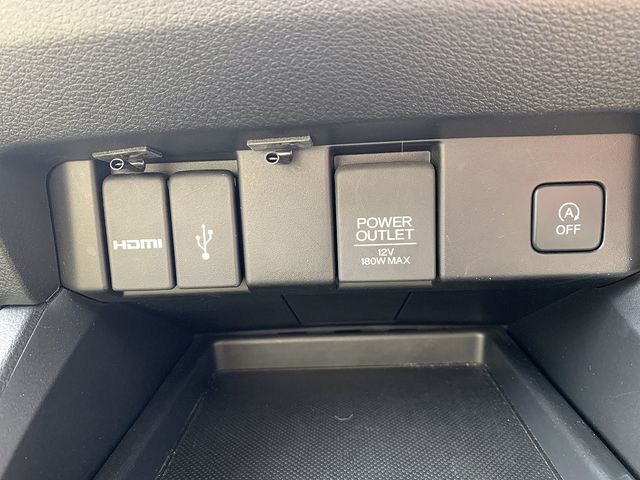 HDMI
POWER
OUTLET
12V
180W MAX
A
OFF